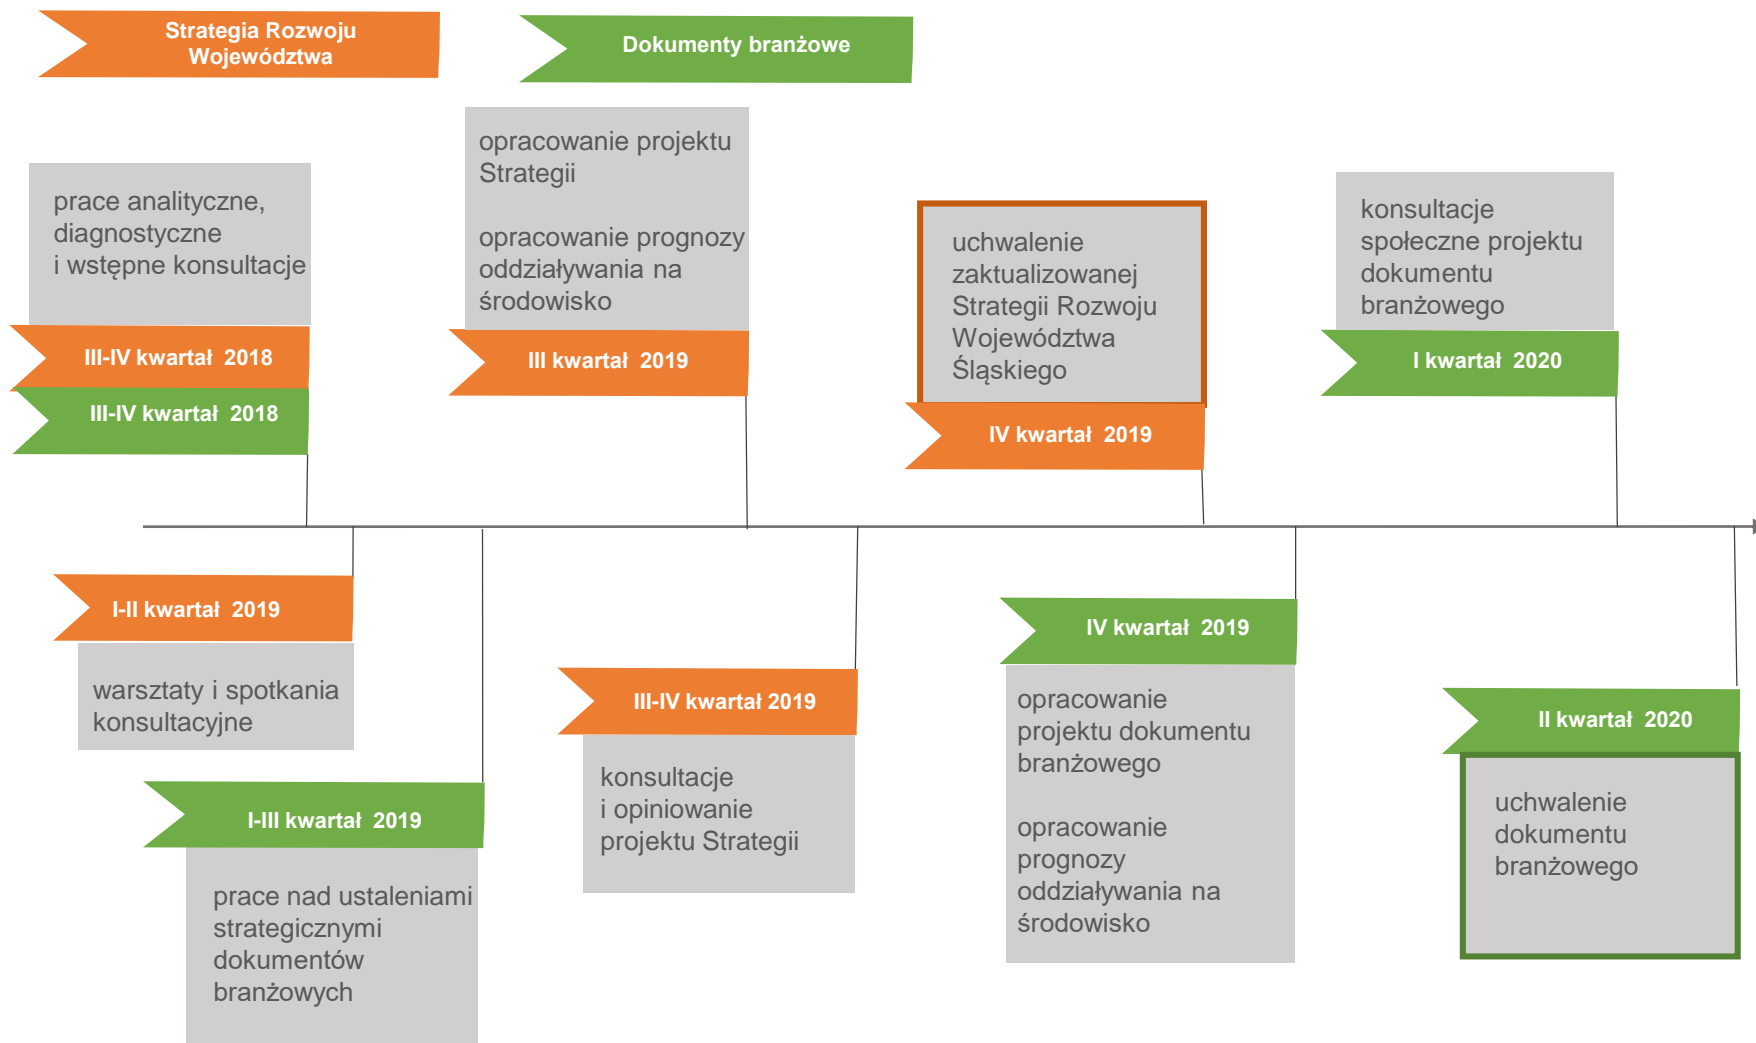 Strategia Rozwoju
Województwa
Dokumenty branżowe
prace analityczne,
diagnostyczne
i wstępne konsultacje
III-IV kwartał 2018
III-IV kwartał 2018
opracowanie projektu
Strategii
opracowanie prognozy
oddziaływania na
środowisko
III kwartał 2019
uchwalenie
zaktualizowanej
Strategii Rozwoju
Województwa
Śląskiego
IV kwartał 2019
konsultacje
społeczne projektu
dokumentu
branżowego
I kwartał 2020
I-II kwartał 2019
warsztaty i spotkania
konsultacyjne
I-III kwartał 2019
prace nad ustaleniami
strategicznymi
dokumentów
branżowych
III-IV kwartał 2019
konsultacje
i opiniowanie
projektu Strategii
IV kwartał 2019
opracowanie
projektu dokumentu
branżowego
opracowanie
prognozy
oddziaływania na
środowisko
II kwartał 2020
uchwalenie
dokumentu
branżowego